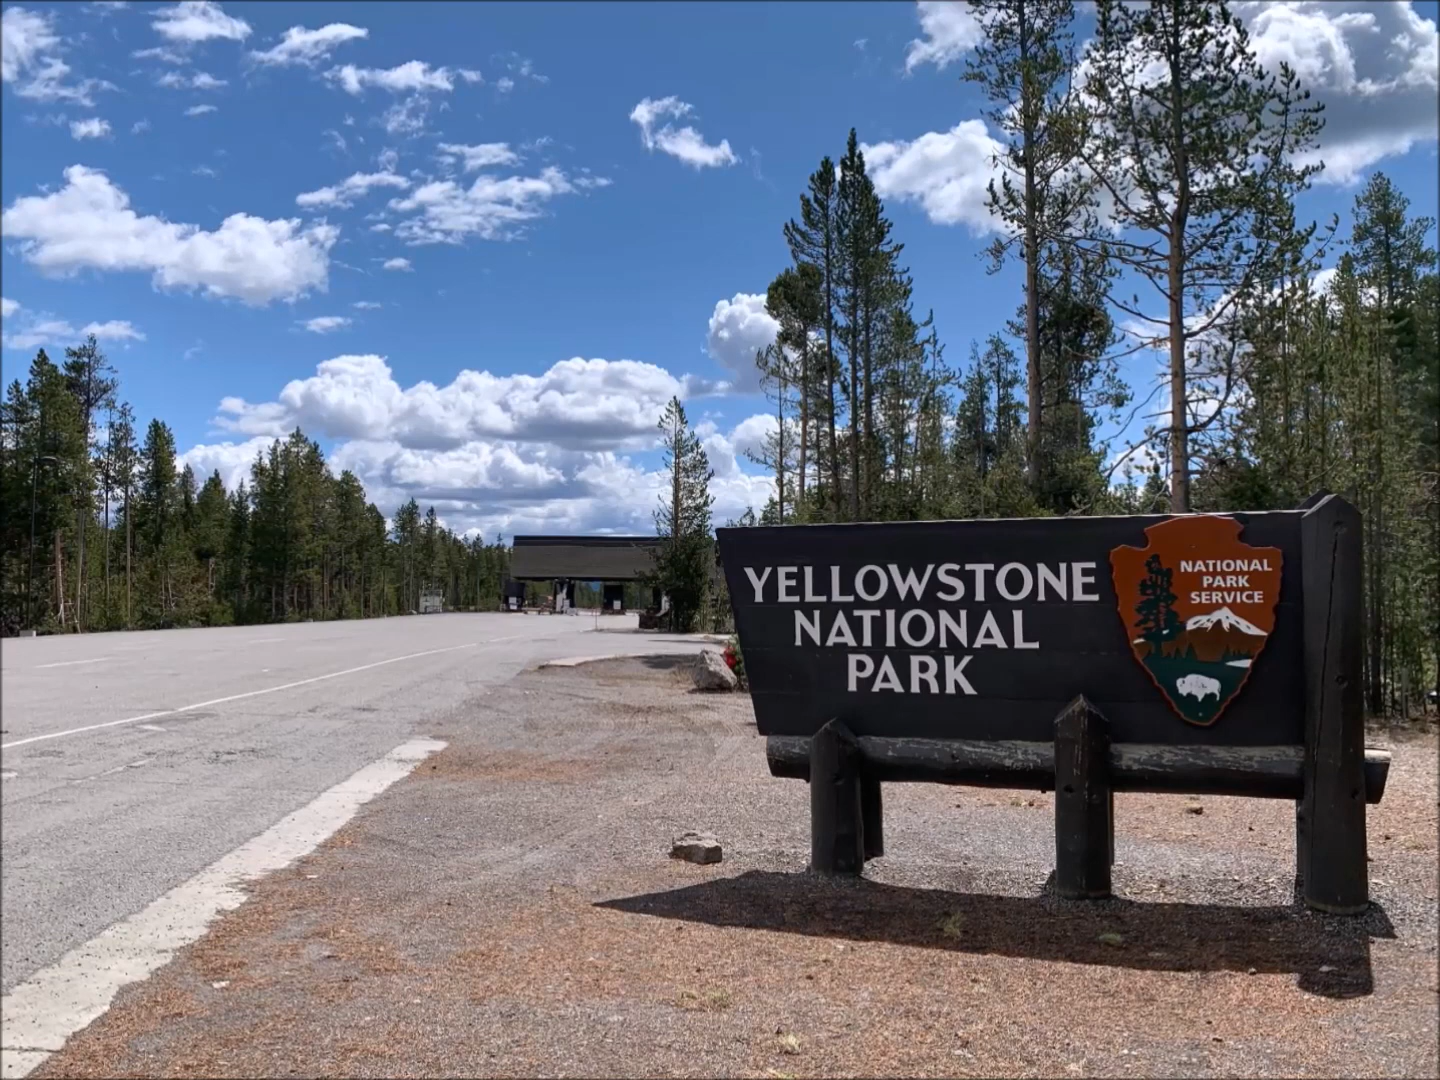 YELLOWSTONE
NATIONAL
PARK
NATIONAL
PARK
SERVICE